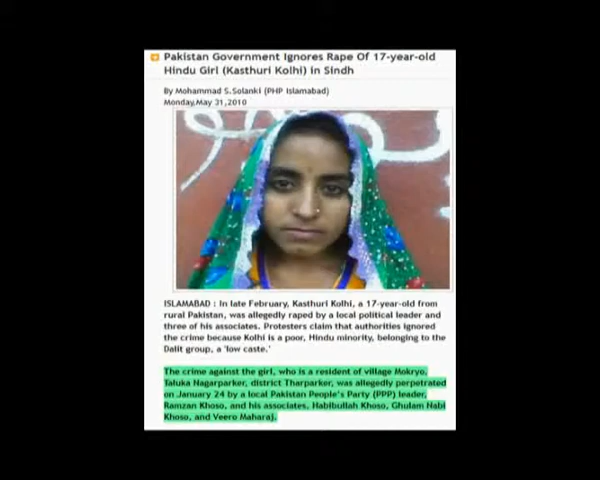 Pakistan Government Ignores Rape Of 17-year-old
Hindu Girl (Kasthuri Kolhi) in Sindh
By Mohammad S.Solanki (PHP Islamabad)
Monday,May 31,2010
ISLAMABAD : In late February, Kasthuri Kolhi, a 17-year-old from
rural Pakistan, was allegedly raped by a local political leader and
three of his associates. Protesters claim that authorities ignored
the crime because Kolhi is a poor, Hindu minority, belonging to the
Dalit group, a 'low caste.'
The crime against the girl, who is a resident of village Mokryo,
Taluka Nagarparker, district Tharparker, was allegedly perpetrated
on January 24 by a local Pakistan People's Party (PPP) leader,
Ramzan Khoso, and his associates, Habibullah Khoso, Ghulam Nabi
Khoso, and Veero Maharaj.